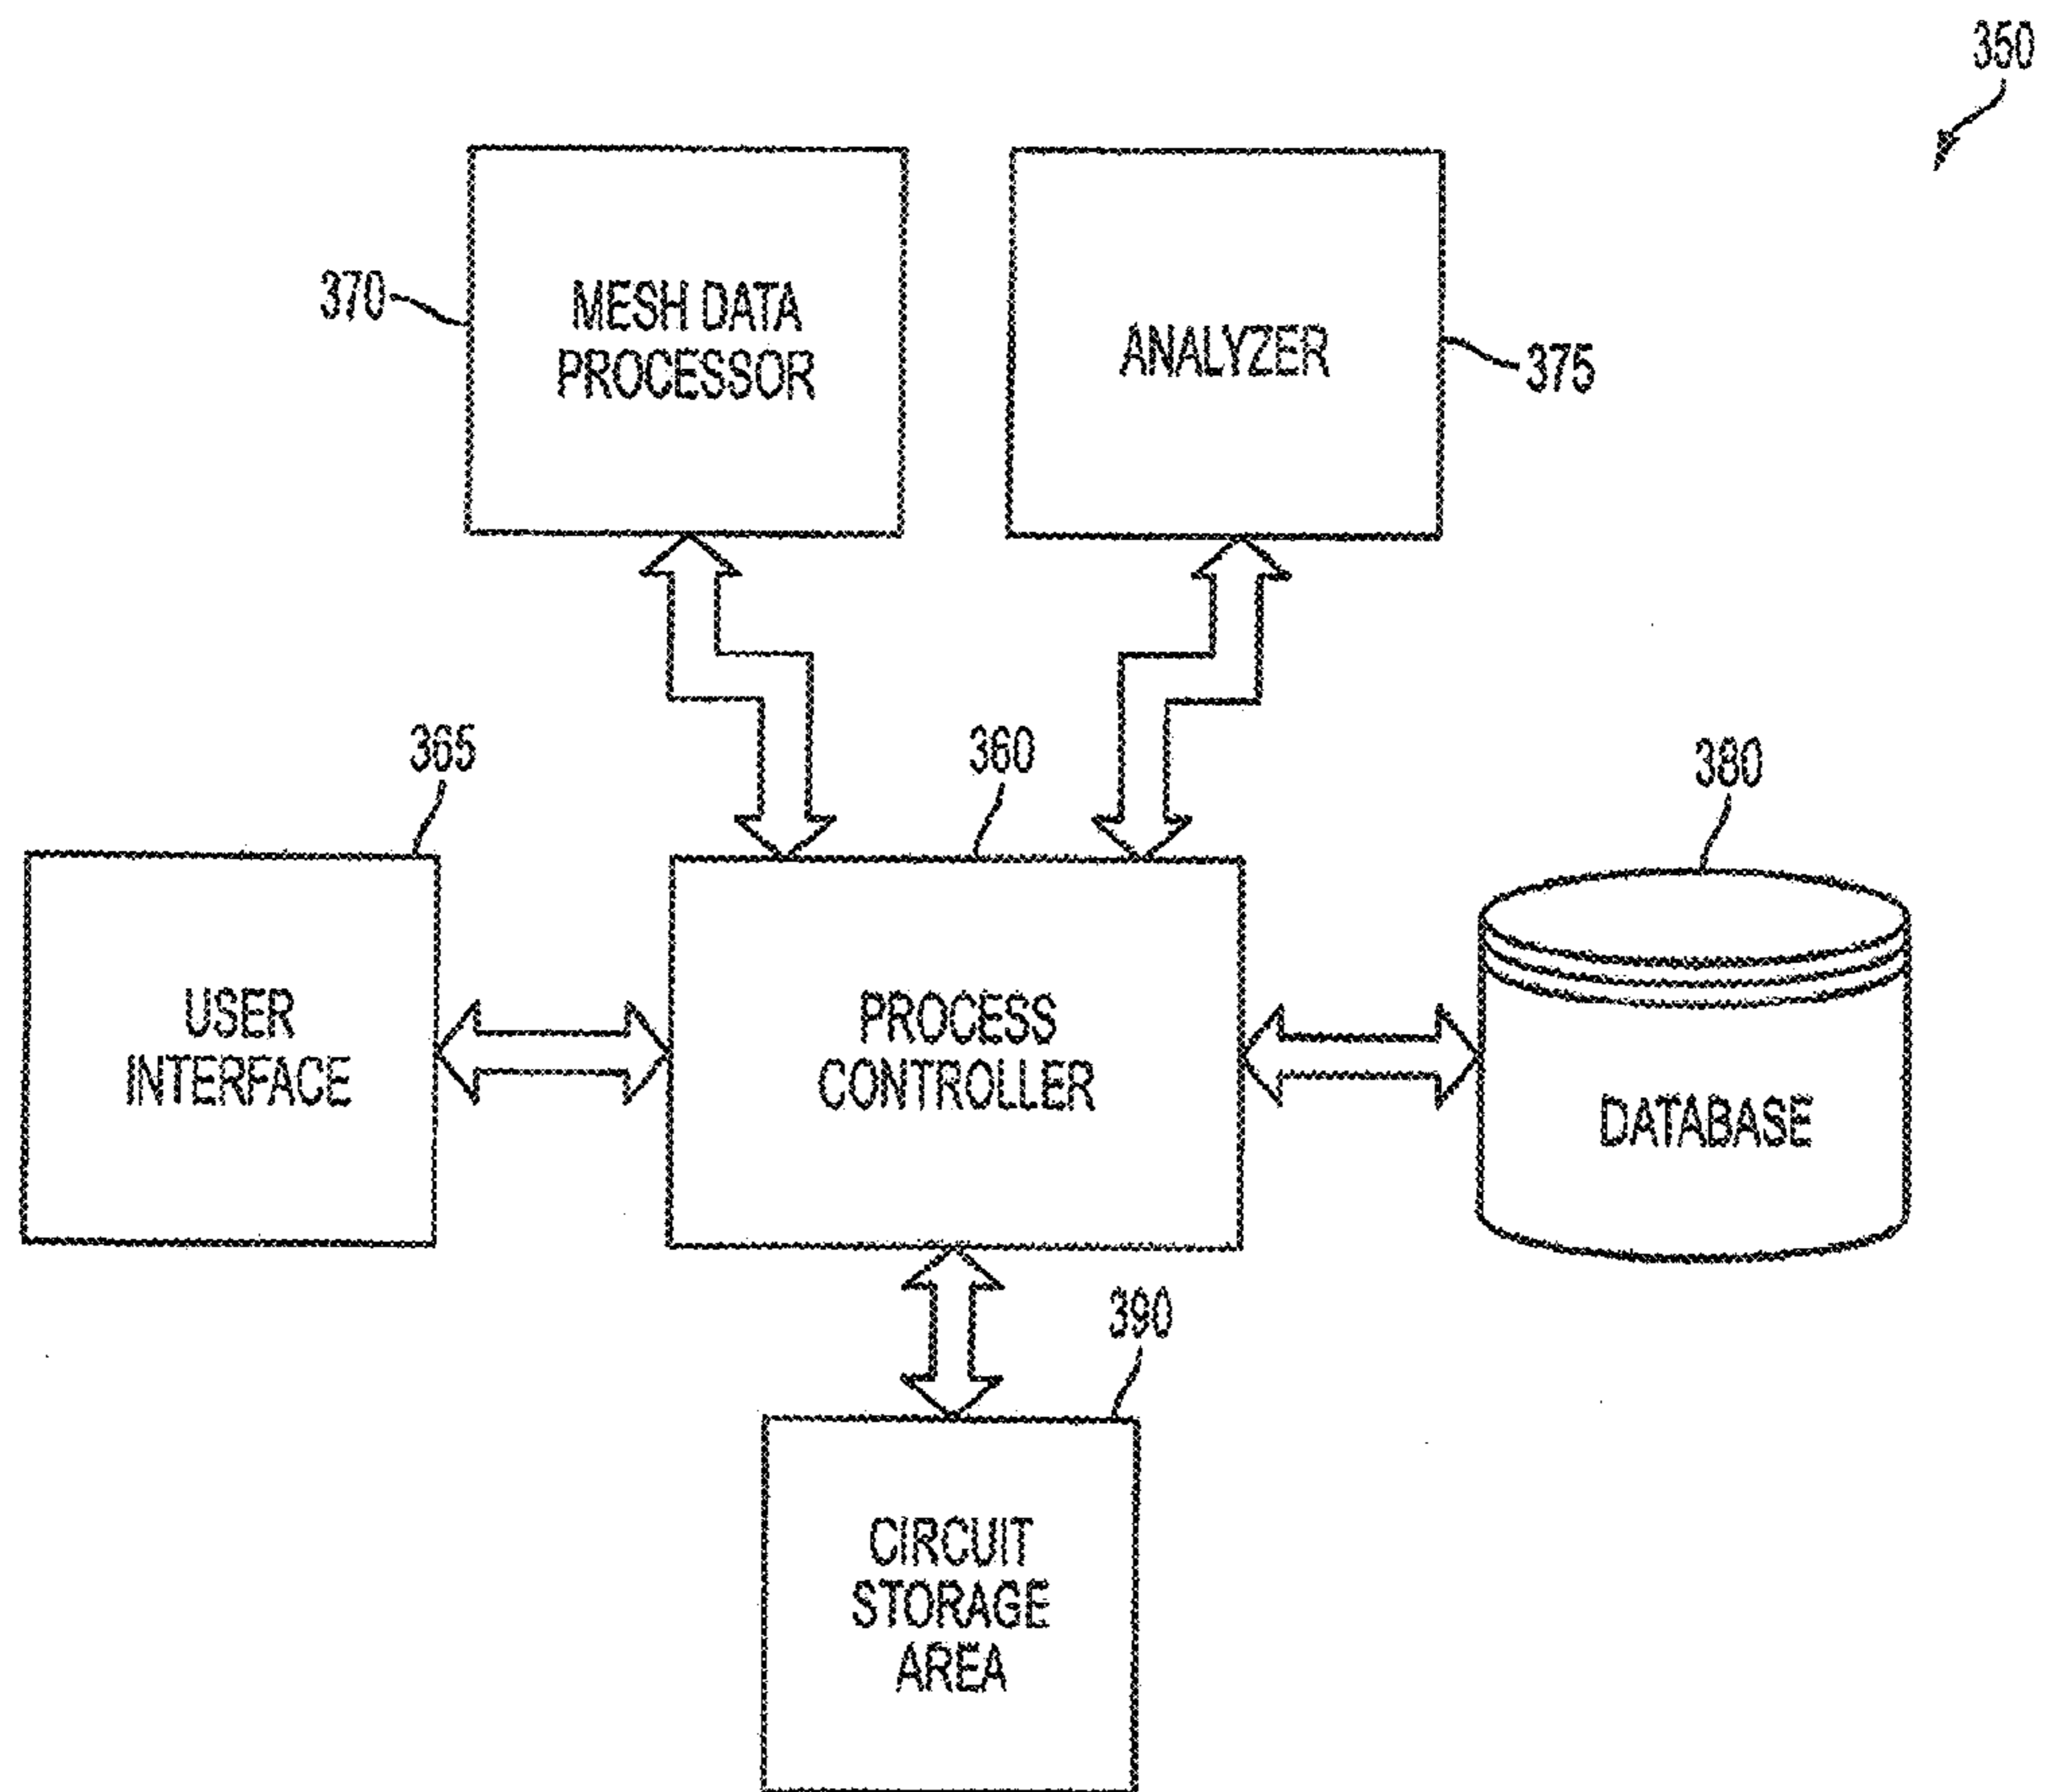 350
370
MESH DATA
PROCESSOR
ANALYZER
375
365
360
380
USER
INTERFACE
PROCESS
CONTROLLER
DATABASE
390
CIRCUIT
STORAGE
AREA